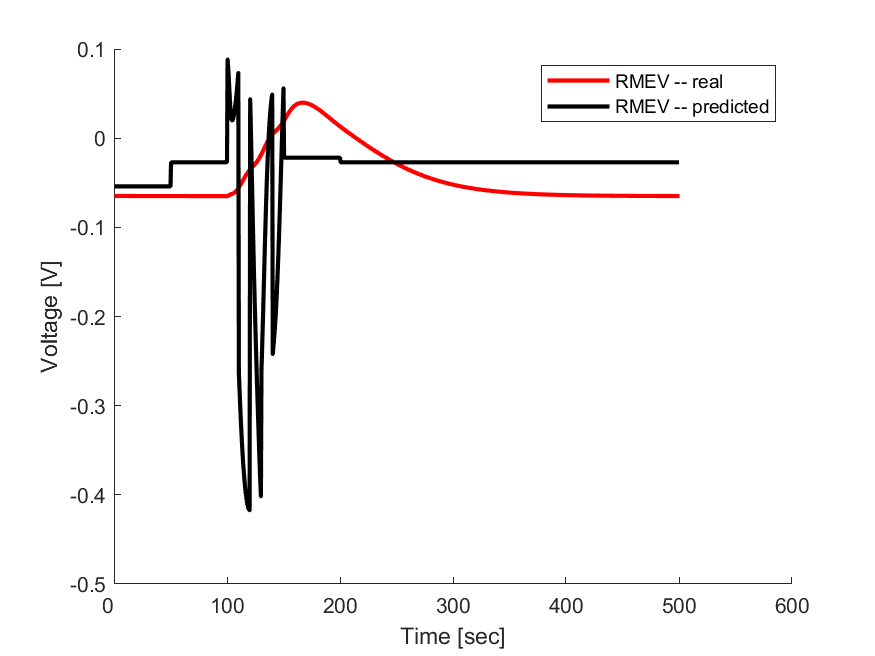 RMEV -- real
RMEV -- predicted
0.1
0
-0.1
-0.2
-0.3
-0.4
-0.5
Voltage [V]
0 100 200 300 400 500 600
Time [sec]